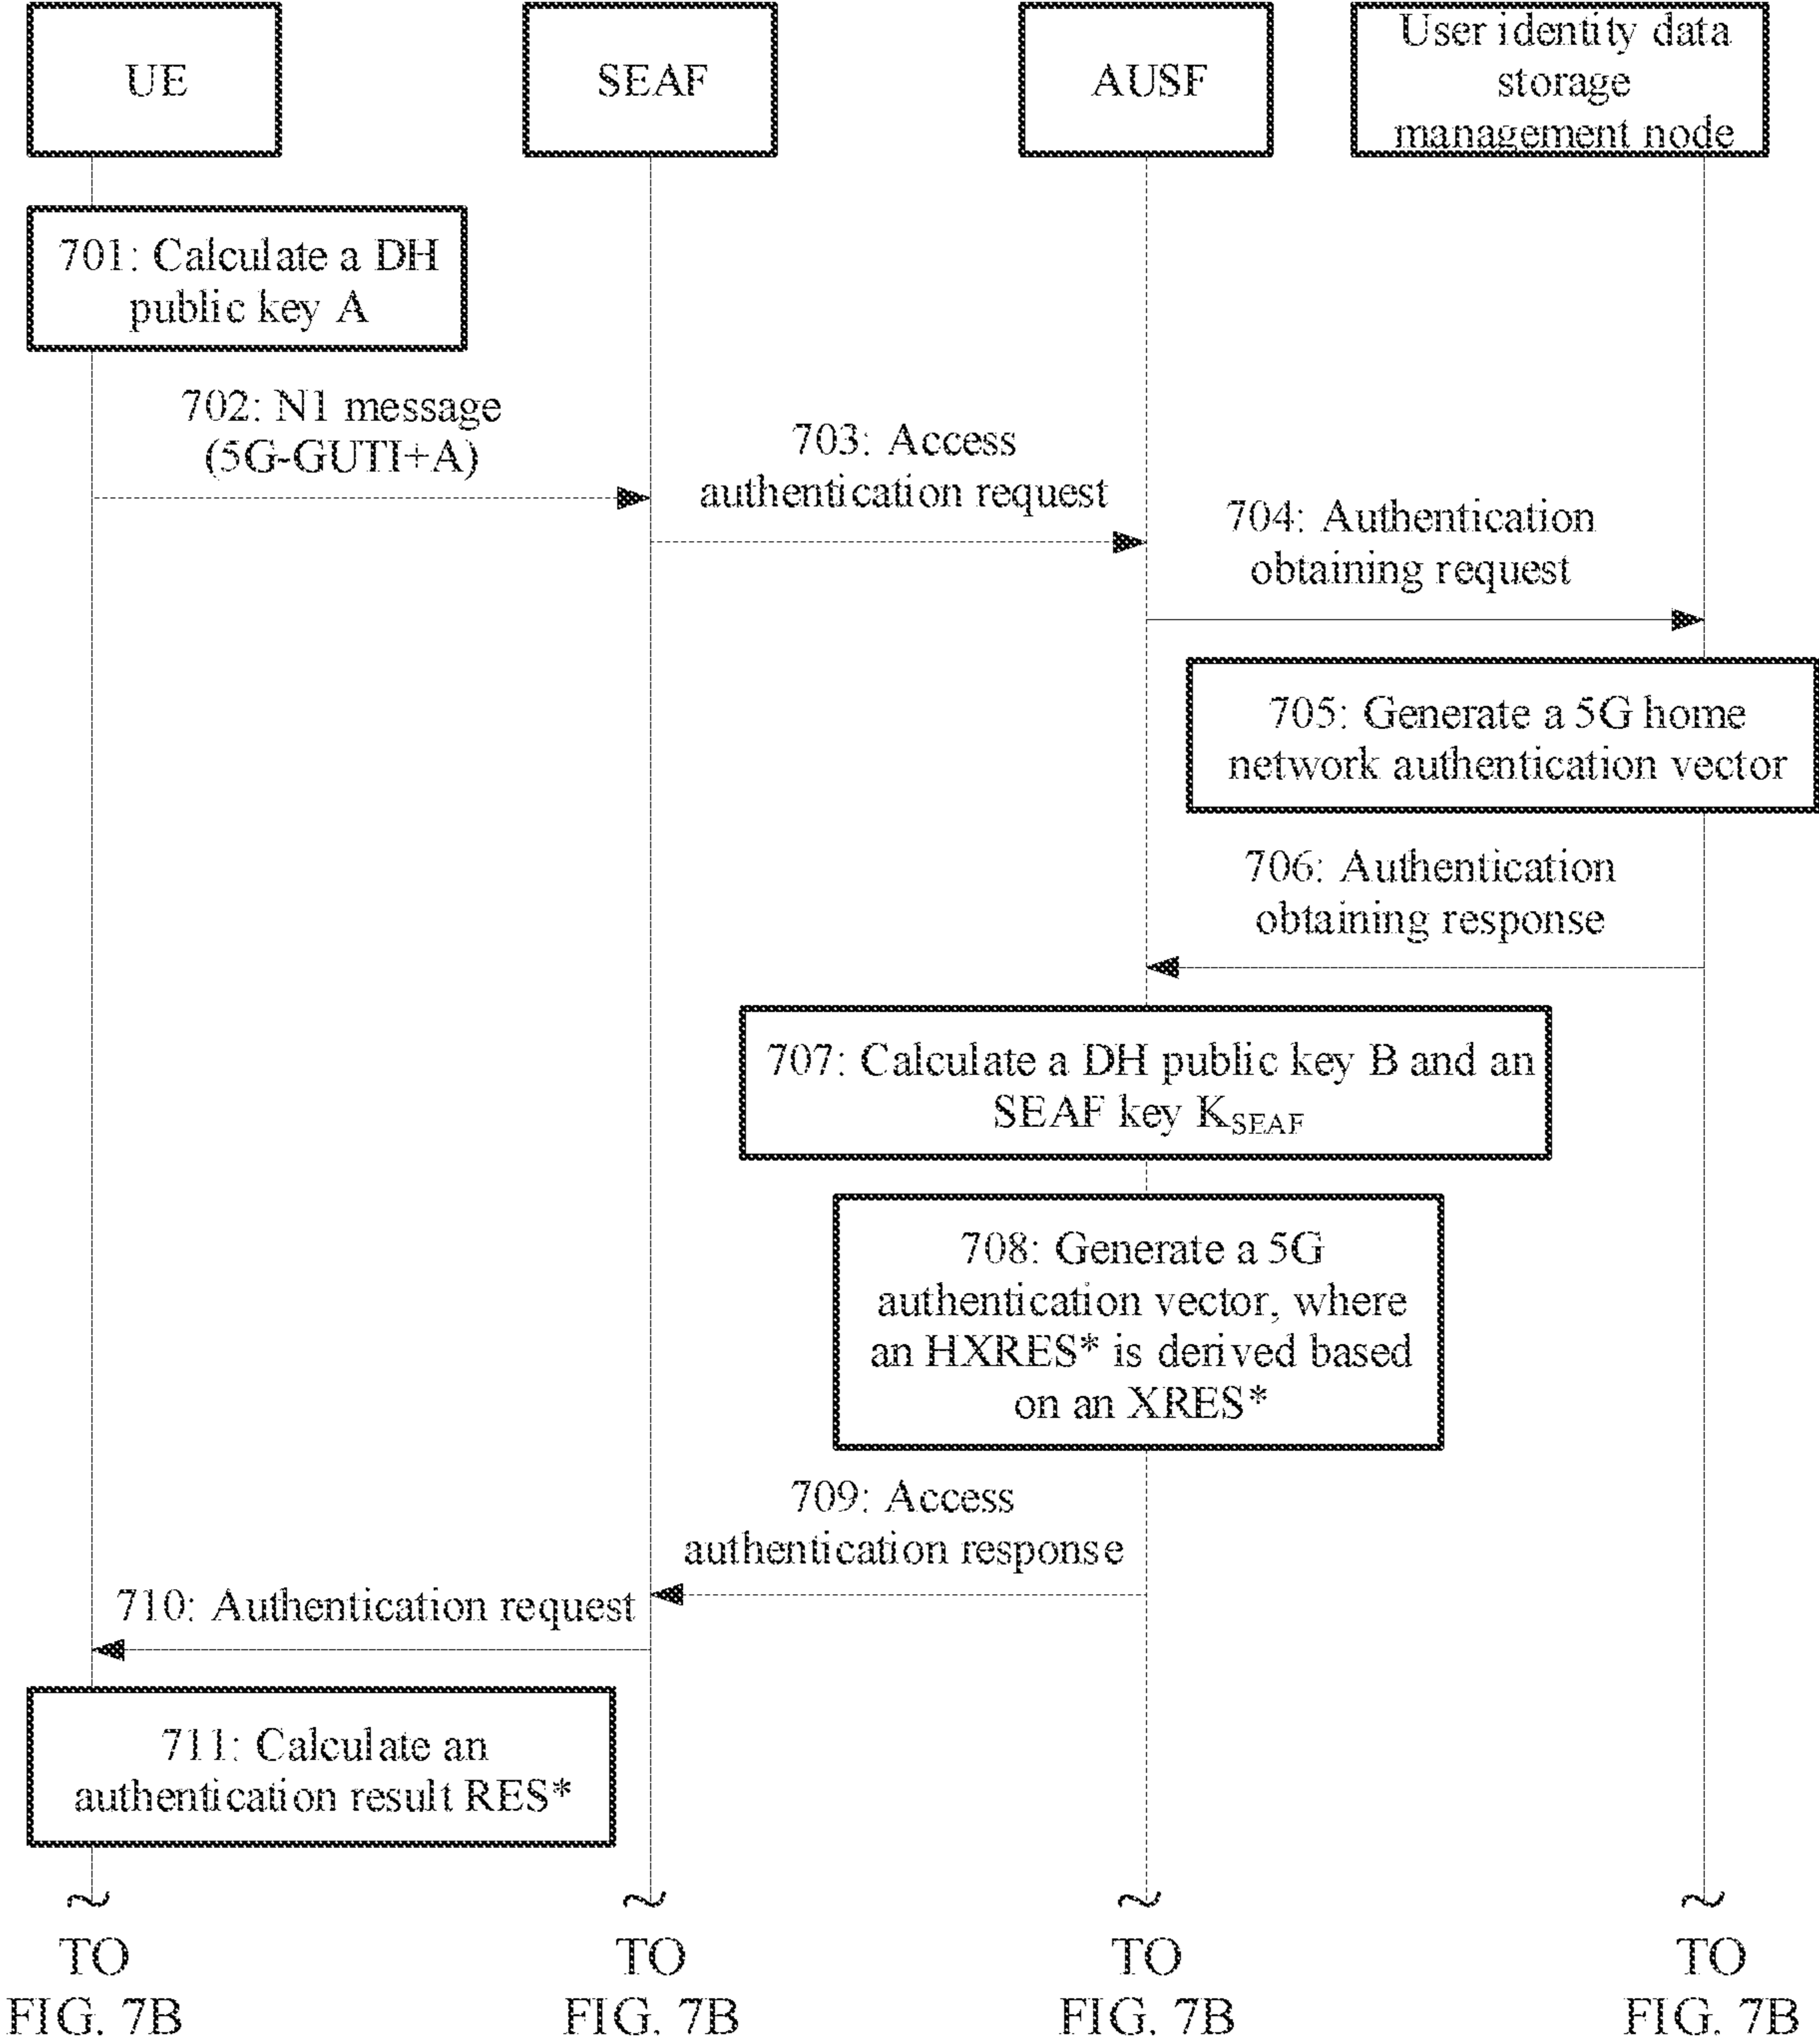 UE
SEAF
AUSF
User identity data
storage
management node
701: Calculate a DH
public key A
702: N1 message
(5G-GUTI+A)
703: Access
authentication request
704: Authentication
obtaining request
705: Generate a 5G home
network authentication vector
706: Authentication
obtaining response
707: Calculate a DH public key B and an
SEAF key KSEAF
708: Generate a 5G
authentication vector, where
an HXRES* is derived based
on an XRES*
709: Access
authentication response
710: Authentication request
711: Calculate an
authentication result RES*
TO
FIG. 7B
TO
FIG. 7B
TO
FIG. 7B
TO
FIG. 7B